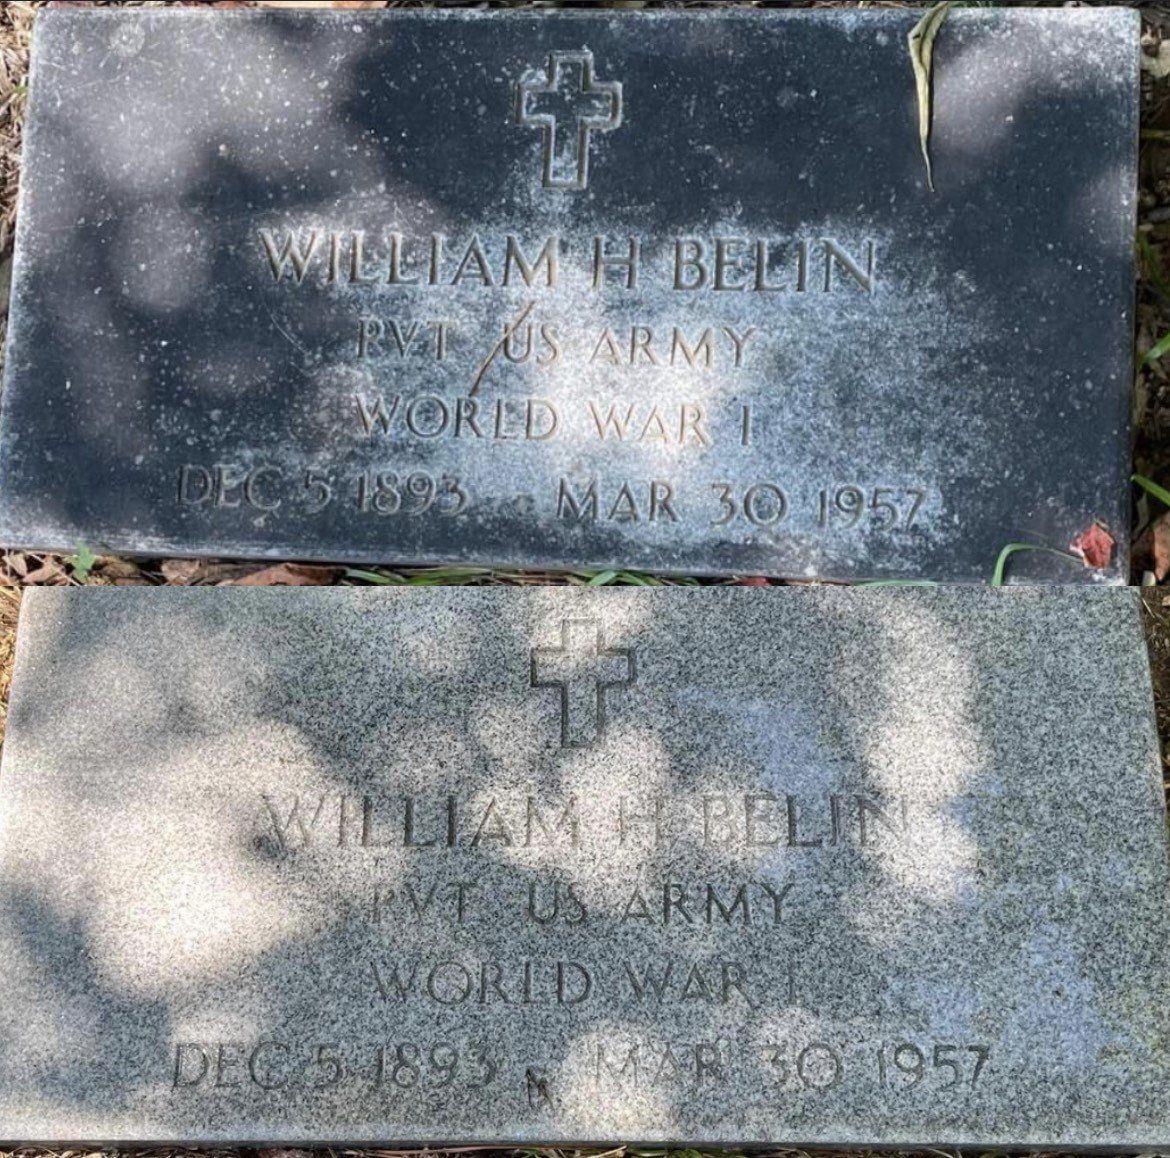 WILLIAM H BELIN
PVT US ARMY
WORLD WAR I
DEC 5 1893 MAR 30 1957
WILLIAM H BELIN
PVT US ARMY
WORLD WAR I
DEC 5 1893 MAR 30 1957